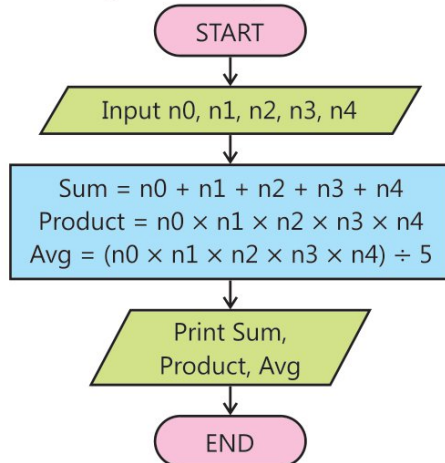 START
Input n0, n1, n2, n3, n4
Sum = n0 + n1 + n2 + n3 + n4
Product = n0 × n1 × n2 × n3 × n4
Avg = (n0 × n1 × n2 × n3 × n4) ÷ 5
Print Sum,
Product, Avg
END